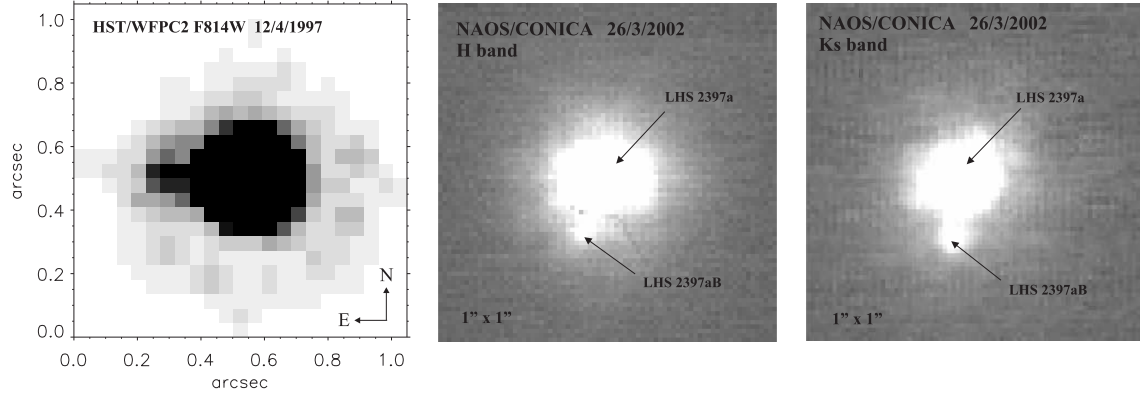 HST/WFPC2 F814W 12/4/1997
1.0
0.8
0.6
0.4
0.2
0.0
arcsec
0.0 0.2 0.4 0.6 0.8 1.0
arcsec
N
E
NAOS/CONICA 26/3/2002
H band
LHS 2397a
LHS 2397aB
1” x 1”
NAOS/CONICA 26/3/2002
Ks band
LHS 2397a
LHS 2397aB
1” x 1”